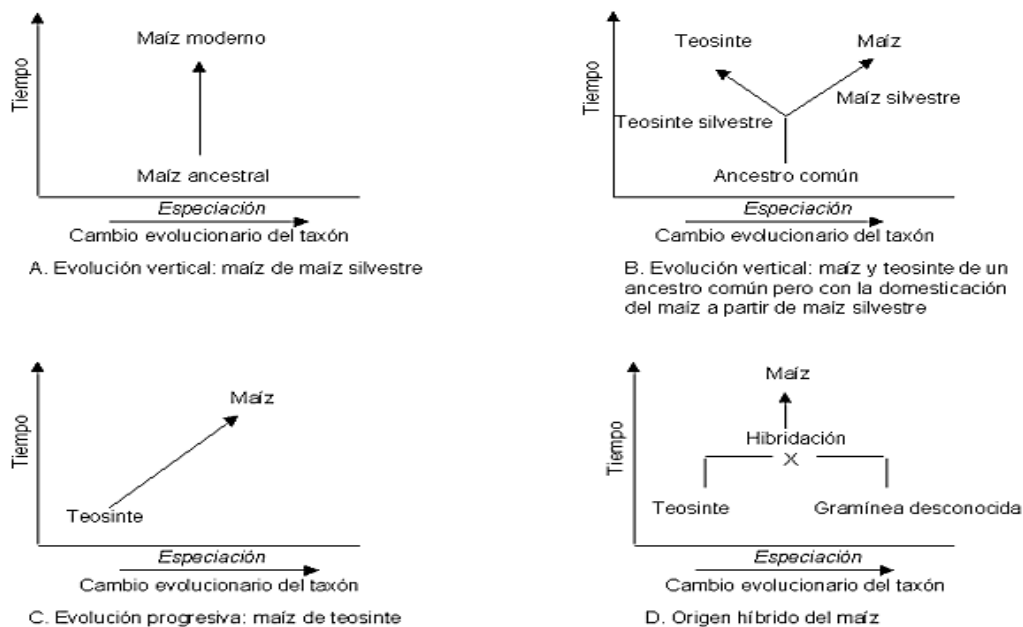 Tiempo
Maíz moderno
Maíz ancestral
Especiación
Cambio evolucionario del taxón
A. Evolución vertical: maíz de maíz silvestre
Tiempo
Teosinte
Maíz
Maíz silvestre
Teosinte silvestre
Ancestro común
Especiación
Cambio evolucionario del taxón
B. Evolución vertical: maíz y teosinte de un
ancestro común pero con la domesticación
del maíz a partir de maíz silvestre
Tiempo
Maíz
Teosinte
Especiación
Cambio evolucionario del taxón
C. Evolución progresiva: maíz de teosinte
Tiempo
Maíz
Hibridación
X
Teosinte
Gramínea desconocida
Especiación
Cambio evolucionario del taxón
D. Origen híbrido del maíz